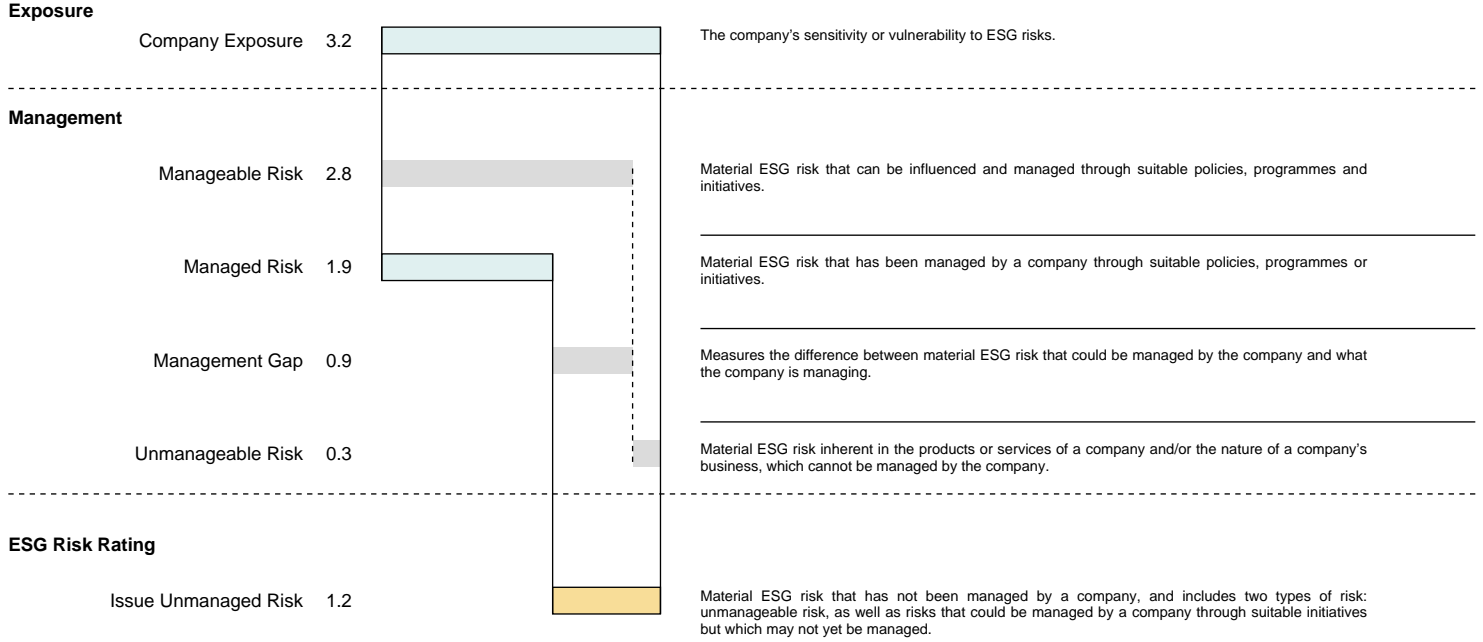 Exposure
Company Exposure 3.2
The company’s sensitivity or vulnerability to ESG risks.
Management
Manageable Risk 2.8
Material ESG risk that can be influenced and managed through suitable policies, programmes and
initiatives.
Managed Risk 1.9
Material ESG risk that has been managed by a company through suitable policies, programmes or
initiatives.
Management Gap 0.9
Measures the difference between material ESG risk that could be managed by the company and what
the company is managing.
Unmanageable Risk 0.3
Material ESG risk inherent in the products or services of a company and/or the nature of a company’s
business, which cannot be managed by the company.
ESG Risk Rating
Issue Unmanaged Risk 1.2
Material ESG risk that has not been managed by a company, and includes two types of risk:
unmanageable risk, as well as risks that could be managed by a company through suitable initiatives
but which may not yet be managed.